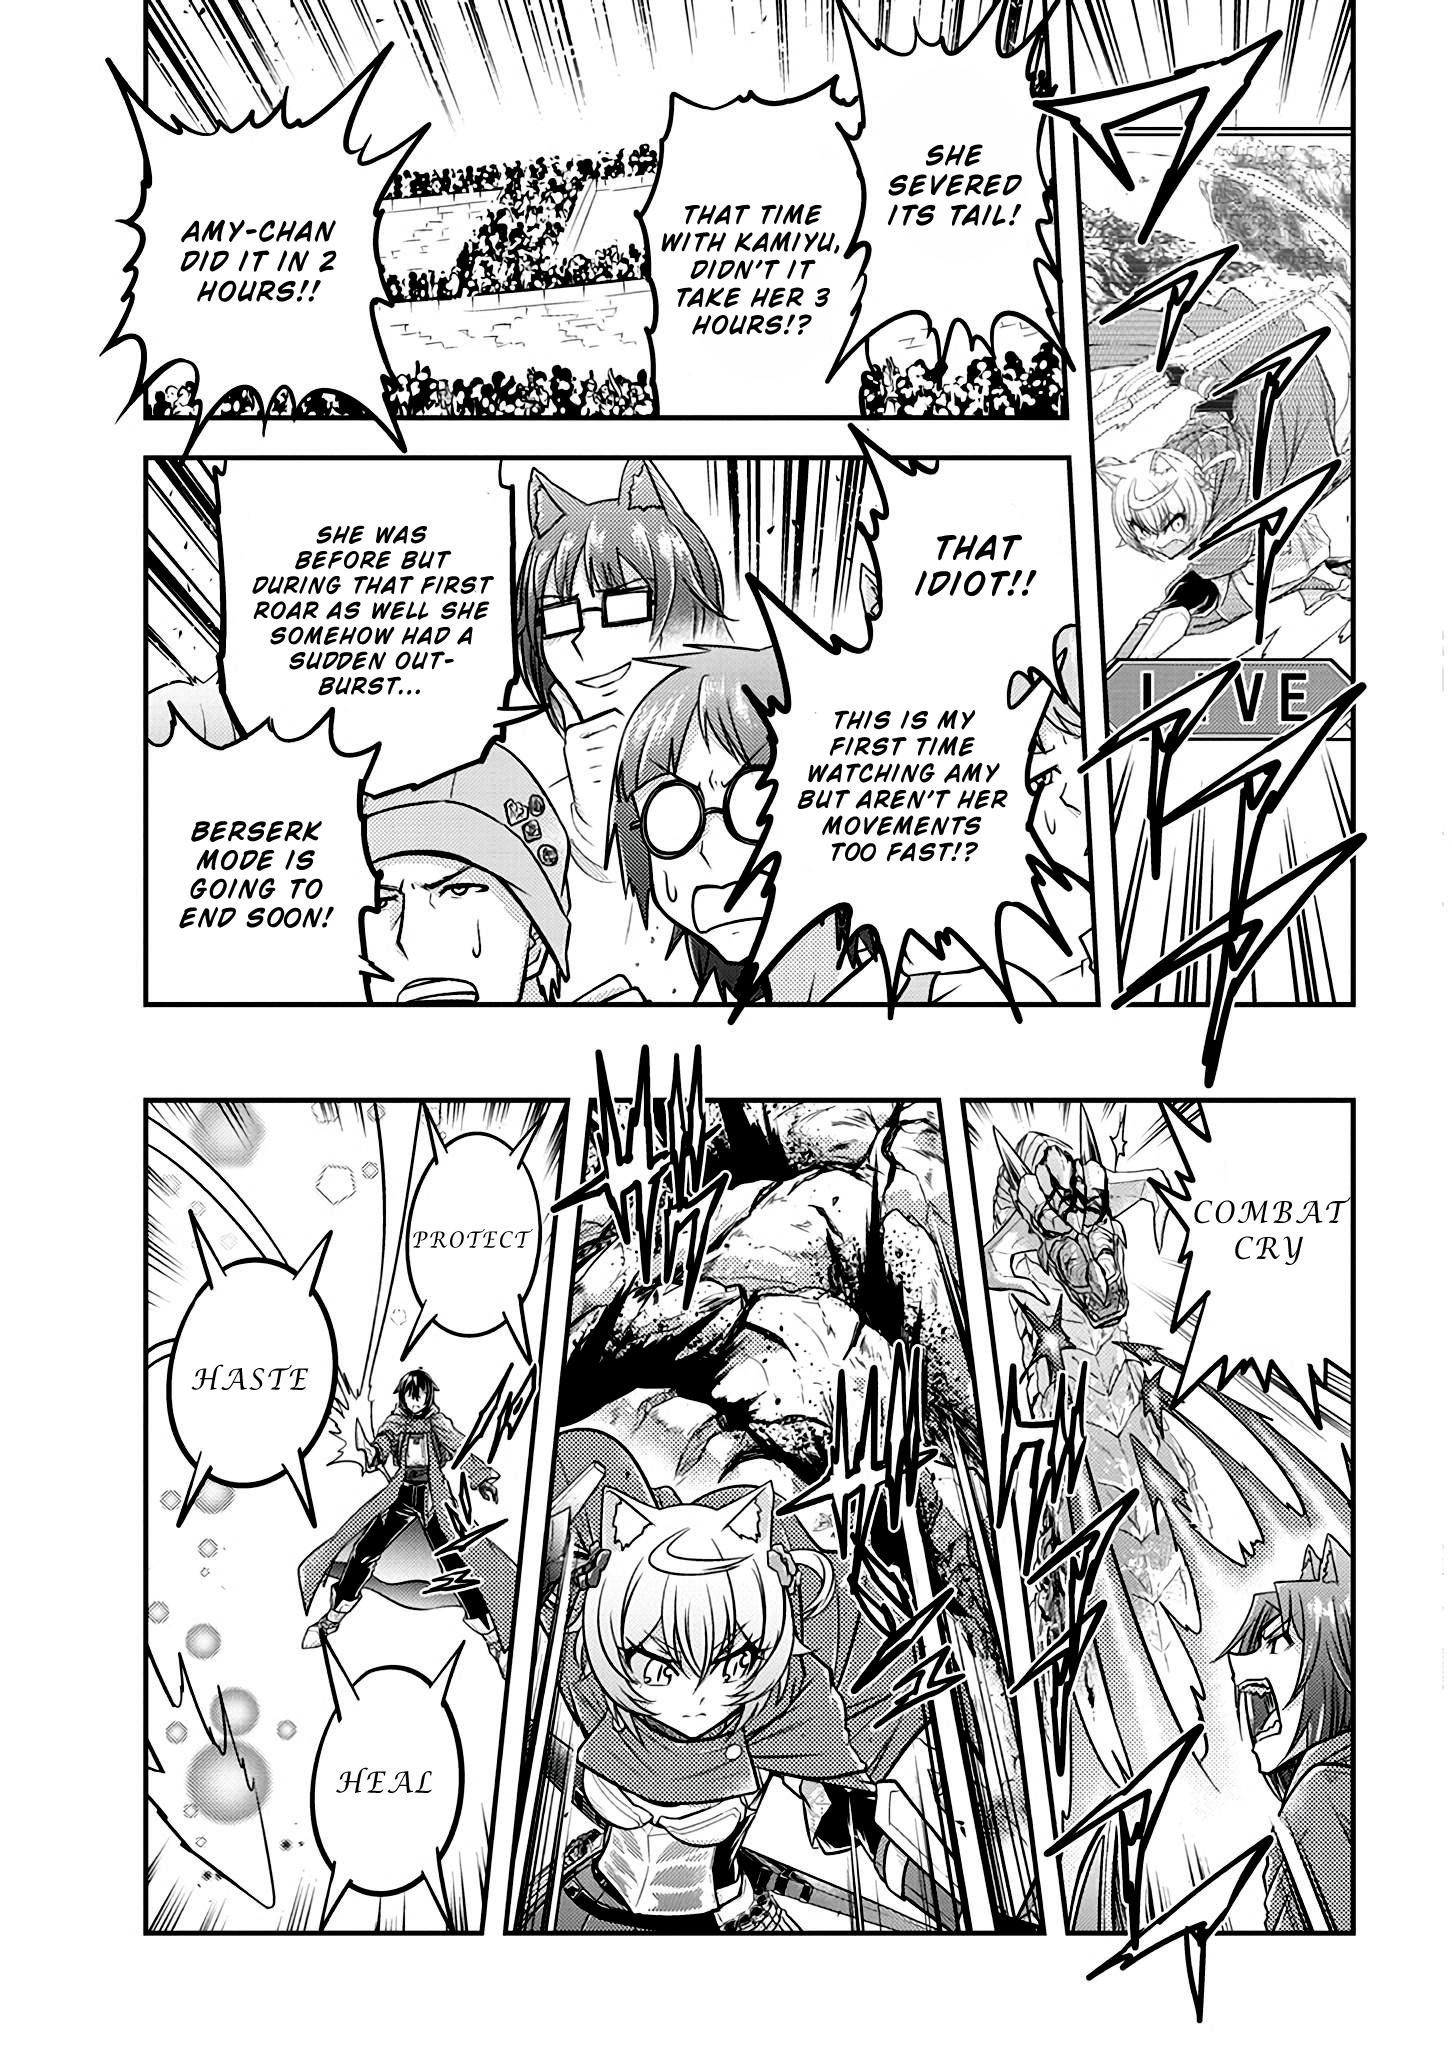 LIVE
SHE
SEVERED
ITS TAIL!
THAT TIME
WITH KAMIYU,
DIDN'T IT
TAKE HER 3
HOURS!?
AMY-CHAN
DID IT IN 2
HOURS!!
THAT
IDIOT!!
THIS IS MY
FIRST TIME
WATCHING AMY
BUT AREN'T HER
MOVEMENTS
TOO FAST!?
SHE WAS
BEFORE BUT
DURING THAT FIRST
ROAR AS WELL SHE
SOMEHOW HAD A
SUDDEN OUT-
BURST...
BERSERK
MODE IS
GOING TO
END SOON!
COMBAT
CRY
PROTECT
HASTE
HEAL